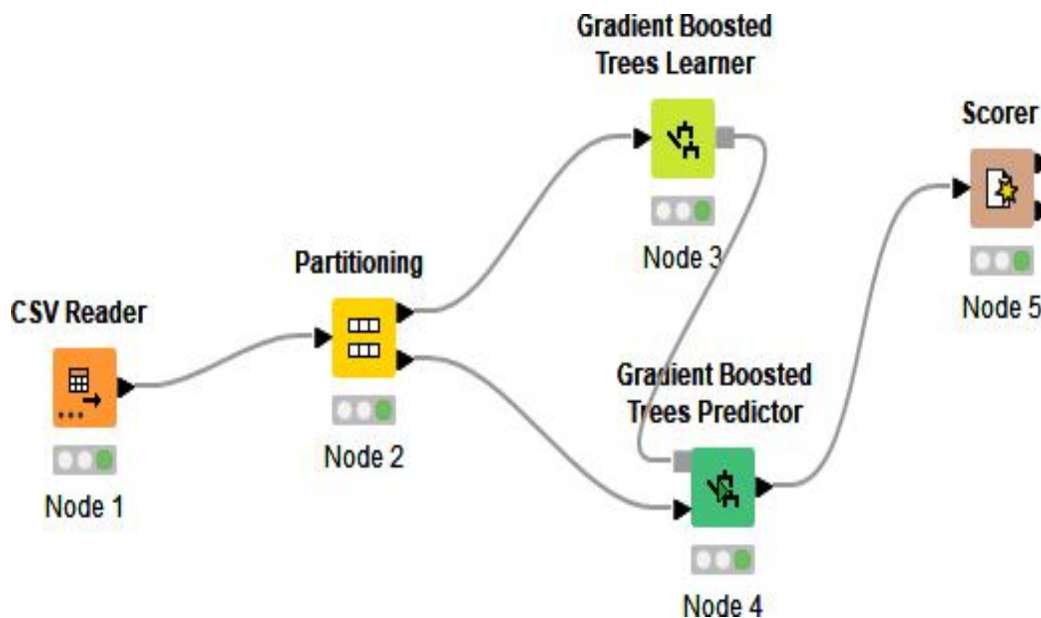 Gradient Boosted
Trees Learner
Scorer
Node 3
Partitioning
Node 5
CSV Reader
Gradient Boosted
Trees Predictor
Node 2
Node 1
Node 4